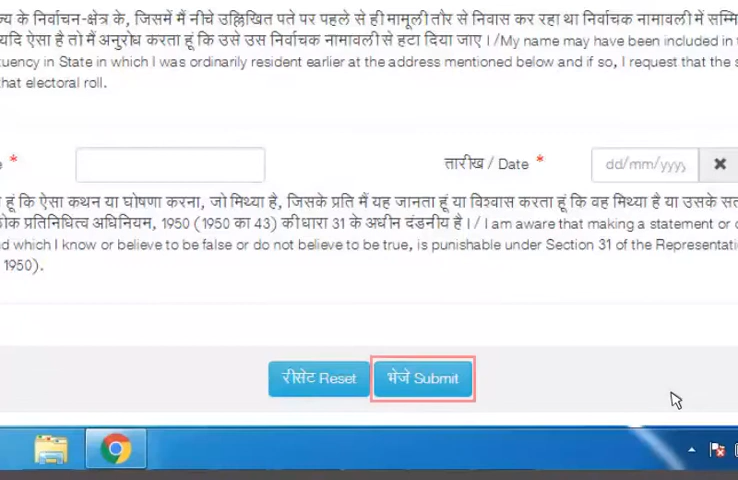 ्य के निर्वाचन-क्षेत्र के, जिसमें मैं नीचे उल्लिखित पते पर पहले से ही मामूली तौर से निवास कर रहा था निर्वाचक नामावली में सम्मि
यदि ऐसा है तो मैं अनुरोध करता हूं कि उसे उस निर्वाचक नामावली से हटा दिया जाए। /My name may have been included in
uency in State in which I was ordinarily resident earlier at the address mentioned below and if so, I request that the s
hat electoral roll.
e * तारीख / Date * dd/mm/yyyy
हूं कि ऐसा कथन या घोषणा करना, जो मिथ्या है, जिसके प्रति मैं यह जानता हूं या विश्वास करता हूं कि वह मिथ्या है या उसके सत
ोक प्रतिनिधित्व अधिनियम, 1950 (1950 का 43) की धारा 31 के अधीन दंडनीय है। / I am aware that making a statement or
nd which I know or believe to be false or do not believe to be true, is punishable under Section 31 of the Representati
1950).
रीसेट Reset भेजे Submit